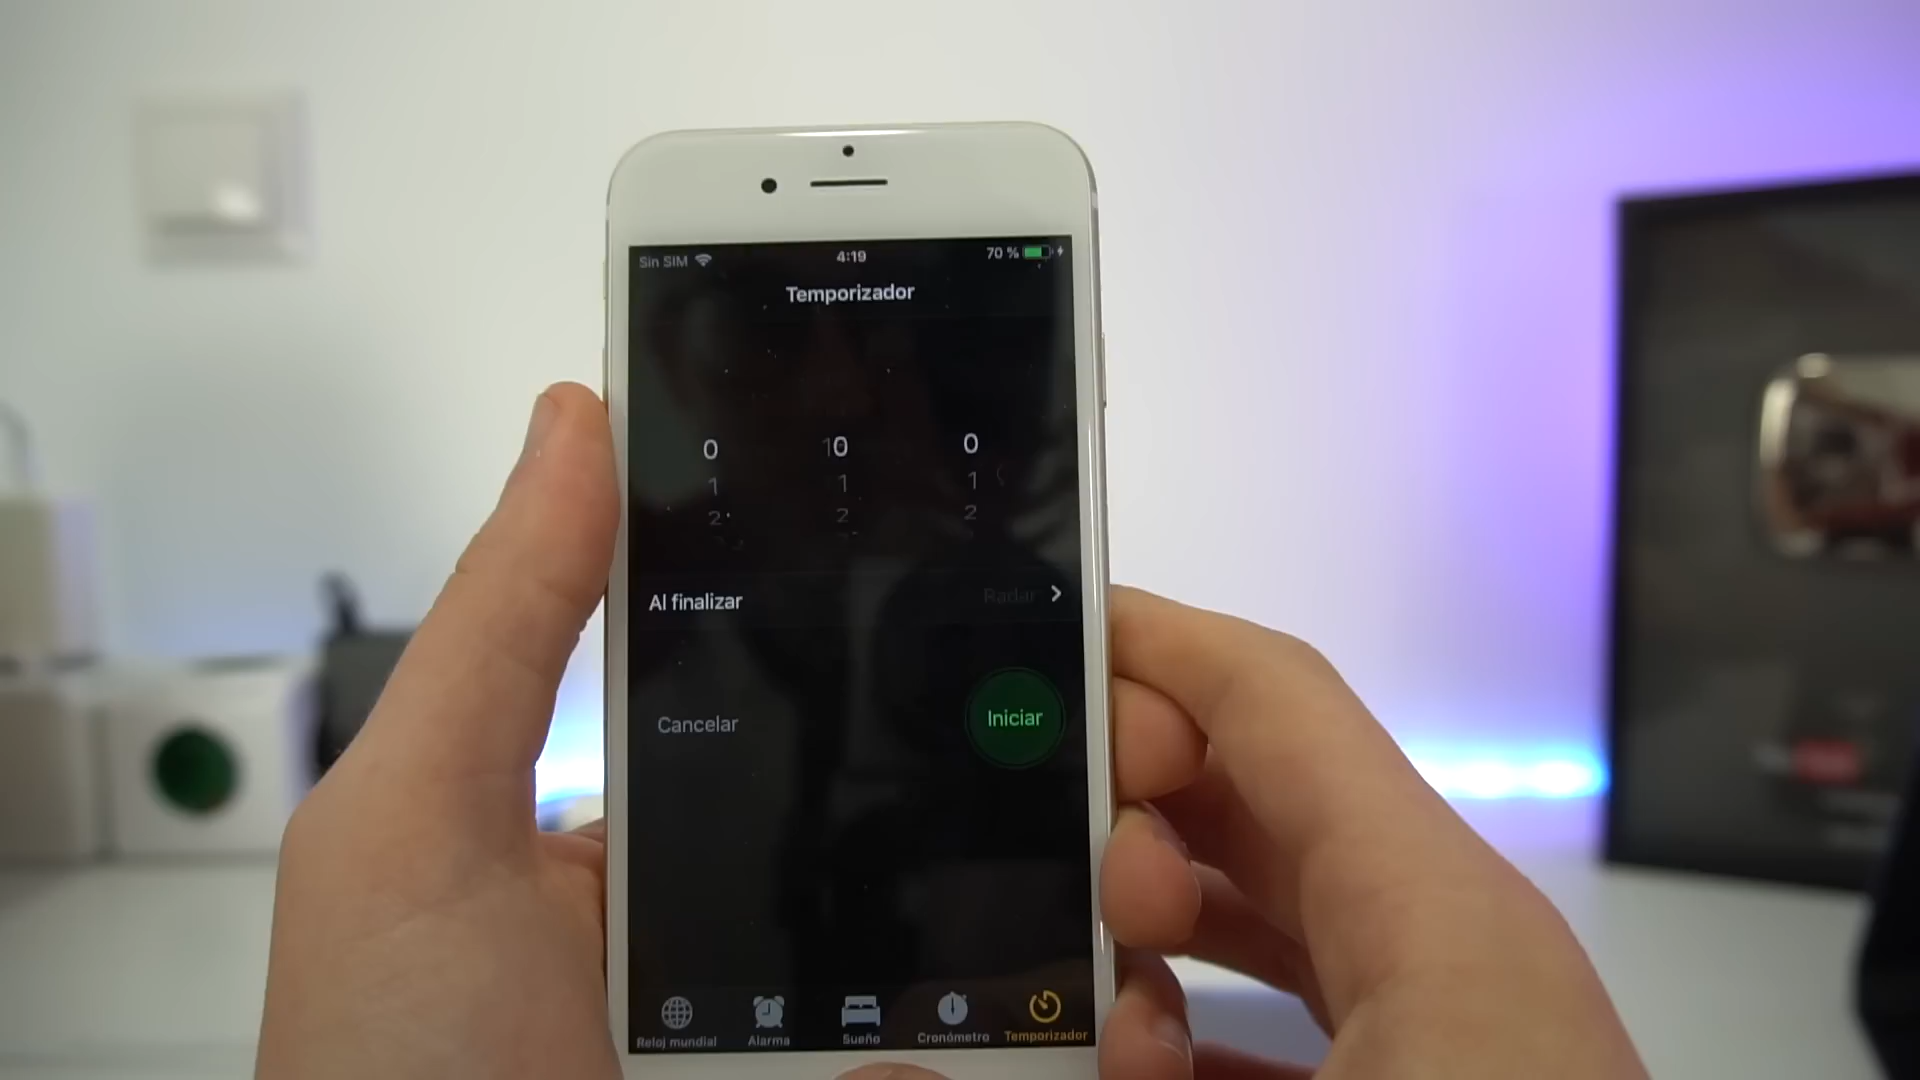 Sin SIM 4:19 70 %
Temporizador
0 0 0
1 1 1
2 2 2
Al finalizar Radar
Cancelar Iniciar
Reloj mundial Alarma Sueño Cronómetro Temporizador